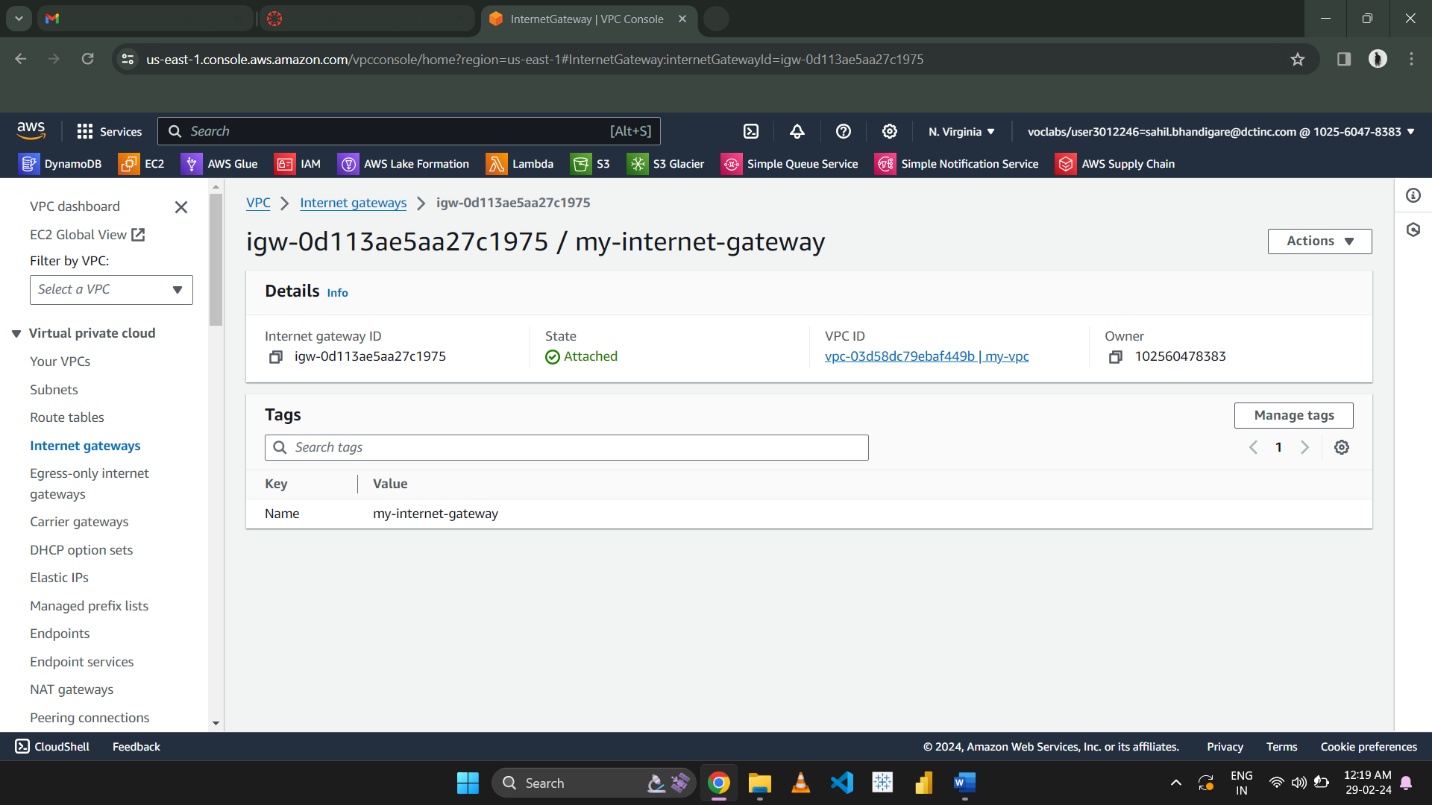 InternetGateway | VPC Console
us-east-1.console.aws.amazon.com/vpcconsole/home?region=us-east-1#InternetGateway:internetGatewayId=igw-0d113ae5aa27c1975
aws Services Search [Alt+S] N. Virginia voclabs/user3012246=sahil.bhandigare@dctinc.com @ 1025-6047-8383
DynamoDB EC2 AWS Glue IAM AWS Lake Formation Lambda S3 S3 Glacier Simple Queue Service Simple Notification Service AWS Supply Chain
VPC dashboard
EC2 Global View
Filter by VPC:
Select a VPC
Virtual private cloud
Your VPCs
Subnets
Route tables
Internet gateways
Egress-only internet
gateways
Carrier gateways
DHCP option sets
Elastic IPs
Managed prefix lists
Endpoints
Endpoint services
NAT gateways
Peering connections
VPC Internet gateways igw-0d113ae5aa27c1975
igw-0d113ae5aa27c1975 / my-internet-gateway
Actions
Details Info
Internet gateway ID State VPC ID Owner
igw-0d113ae5aa27c1975 Attached vpc-03d58dc79ebaf449b | my-vpc 102560478383
Tags
Manage tags
Search tags
1
Key Value
Name my-internet-gateway
CloudShell Feedback © 2024, Amazon Web Services, Inc. or its affiliates. Privacy Terms Cookie preferences
Search
ENG
IN
12:19 AM
29-02-24